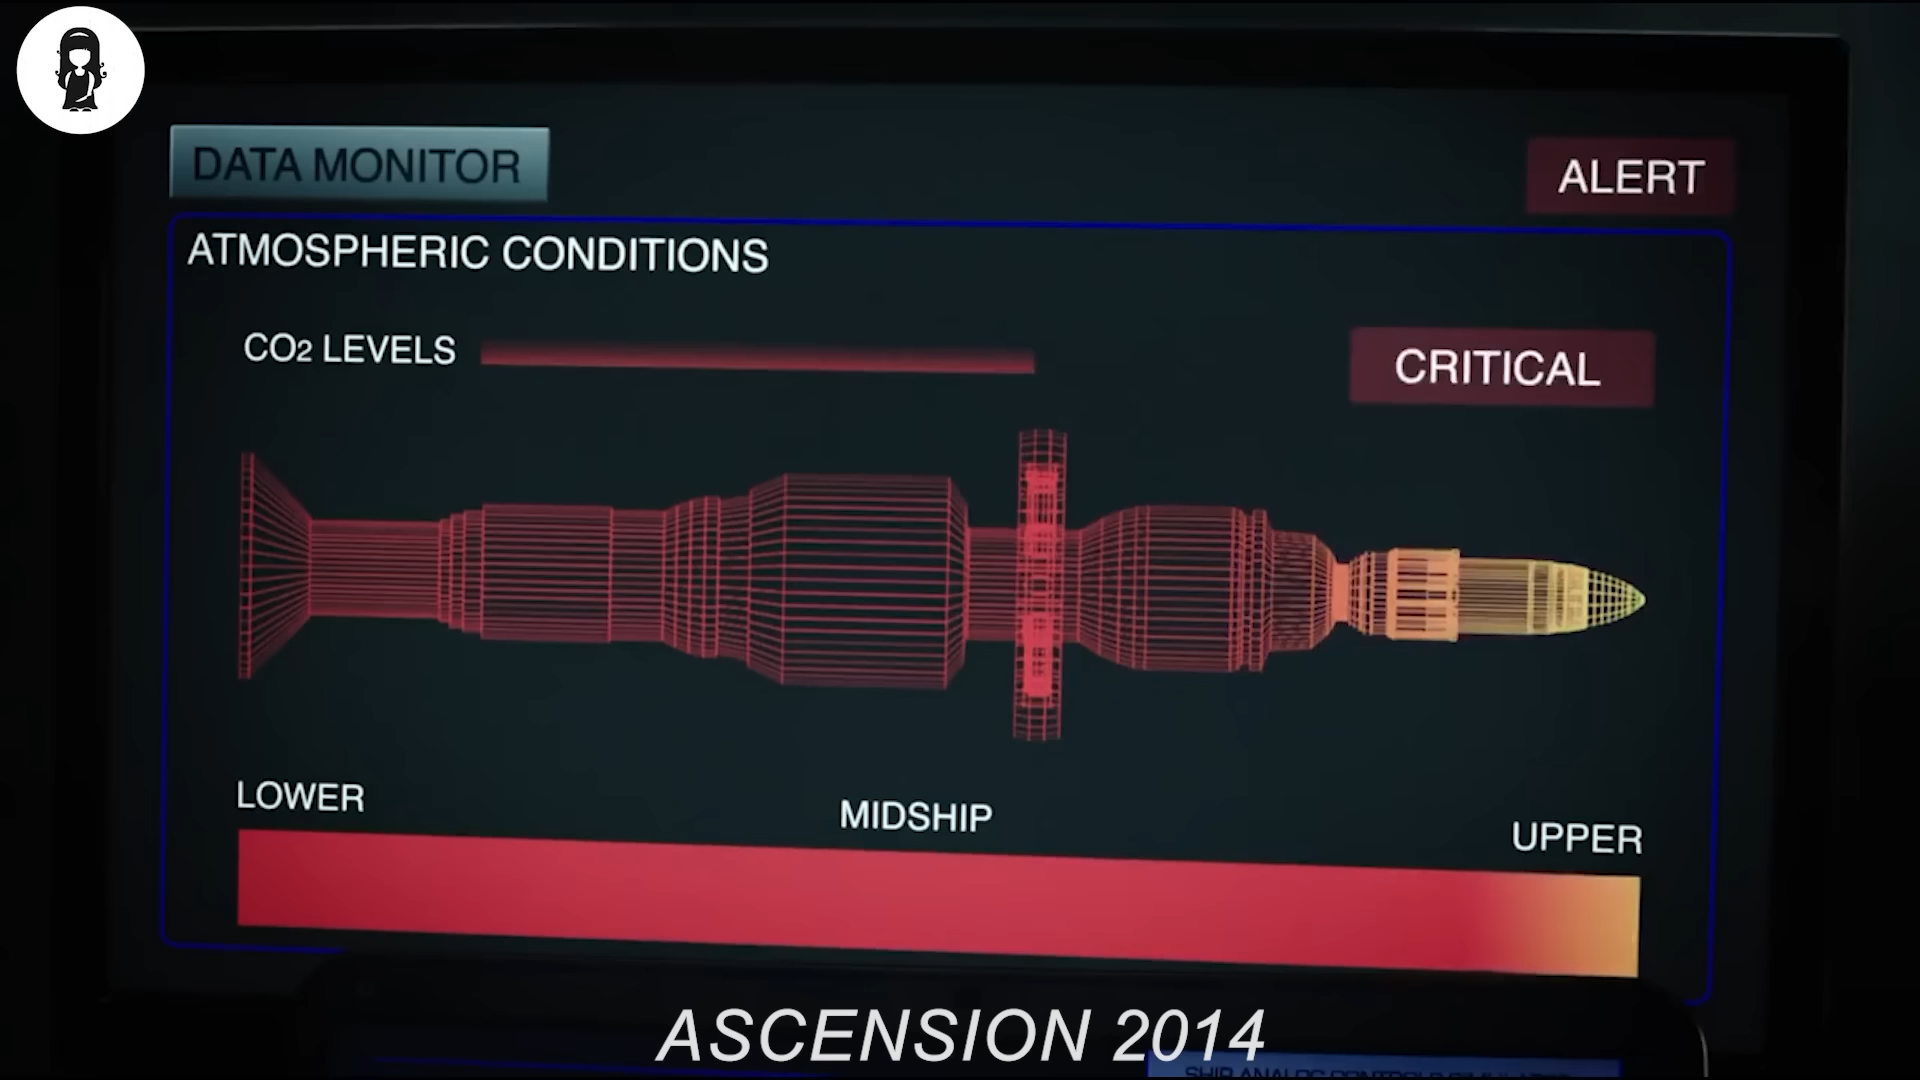 DATA MONITOR
ALERT
ATMOSPHERIC CONDITIONS
CO2 LEVELS
CRITICAL
LOWER
MIDSHIP
UPPER
ASCENSION 2014